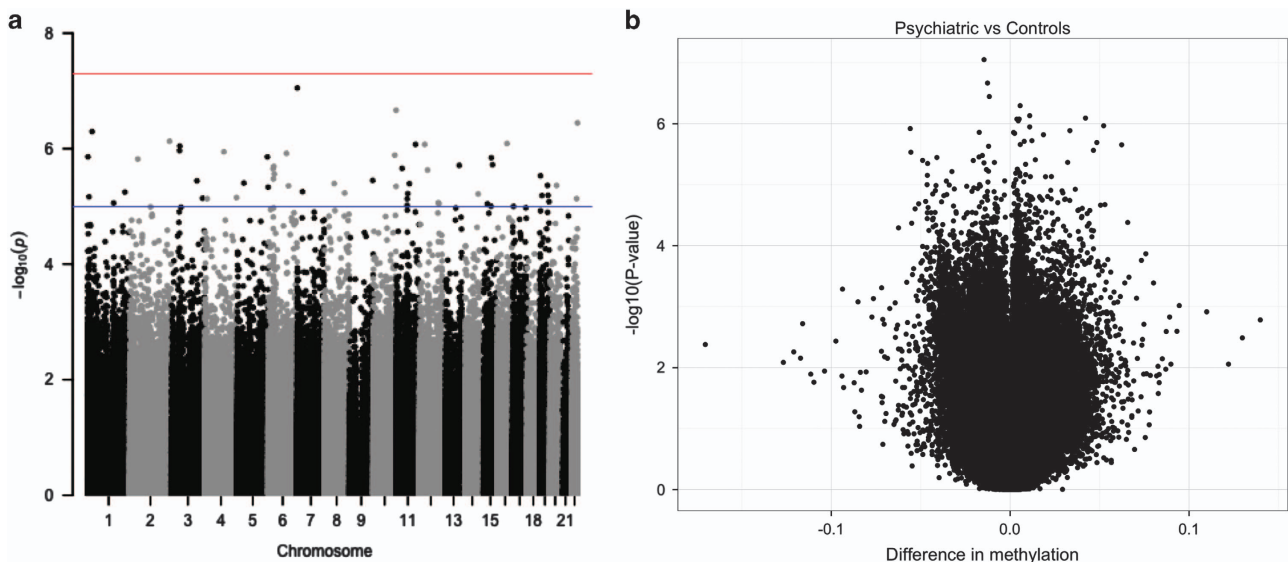 a
8
6
4
2
0
−log₁₀(p)
1 2 3 4 5 6 7 8 9 11 13 15 18 21
Chromosome
b
Psychiatric vs Controls
6
4
2
0
-log10(P-value)
-0.1 0.0 0.1
Difference in methylation